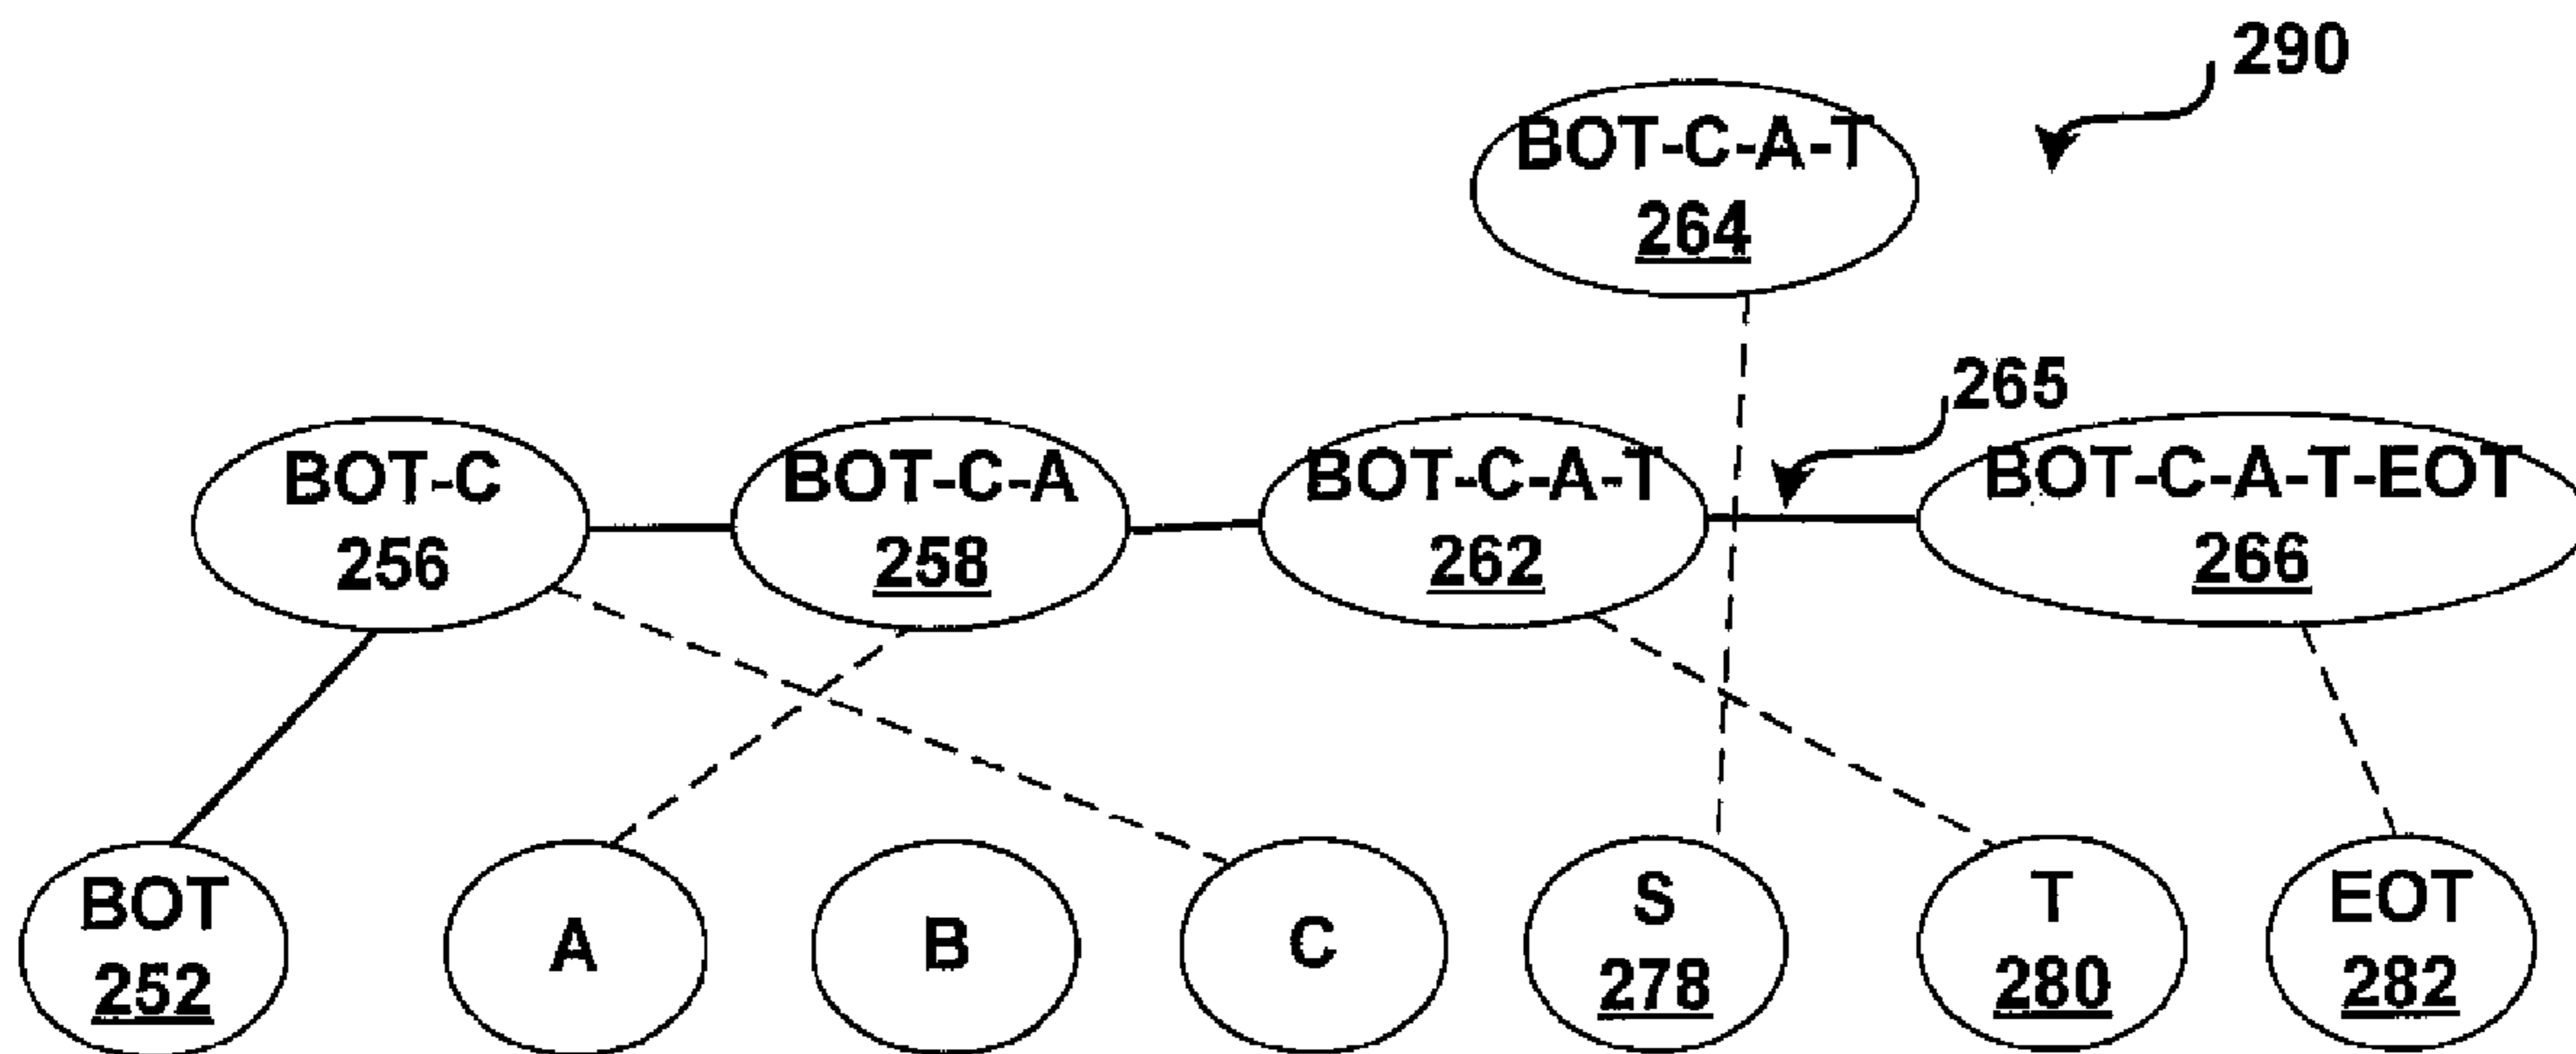 290
BOT-C-A-T
264
265
BOT-C
256
BOT-C-A
258
BOT-C-A-T
262
BOT-C-A-T-EOT
266
BOT
252
A
B
C
S
278
T
280
EOT
282